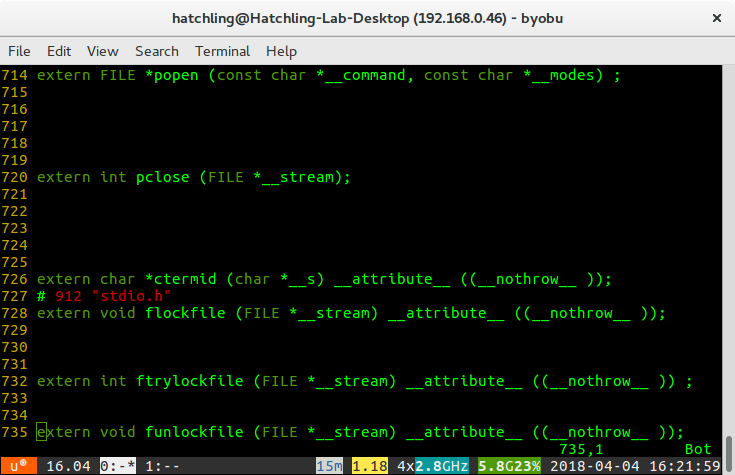 hatchling@Hatchling-Lab-Desktop (192.168.0.46) - byobu
File Edit View Search Terminal Help
714 extern FILE *popen (const char *__command, const char *__modes) ;
715
716
717
718
719
720 extern int pclose (FILE *__stream);
721
722
723
724
725
726 extern char *ctermid (char *__s) __attribute__ ((__nothrow__ ));
727 # 912 "stdio.h"
728 extern void flockfile (FILE *__stream) __attribute__ ((__nothrow__ ));
729
730
731
732 extern int ftrylockfile (FILE *__stream) __attribute__ ((__nothrow__ )) ;
733
734
735 extern void funlockfile (FILE *__stream) __attribute__ ((__nothrow__ ));
735,1 Bot
u 16.04 0:-* 1:-- 15m 1.18 4x2.8GHz 5.8G23% 2018-04-04 16:21:59